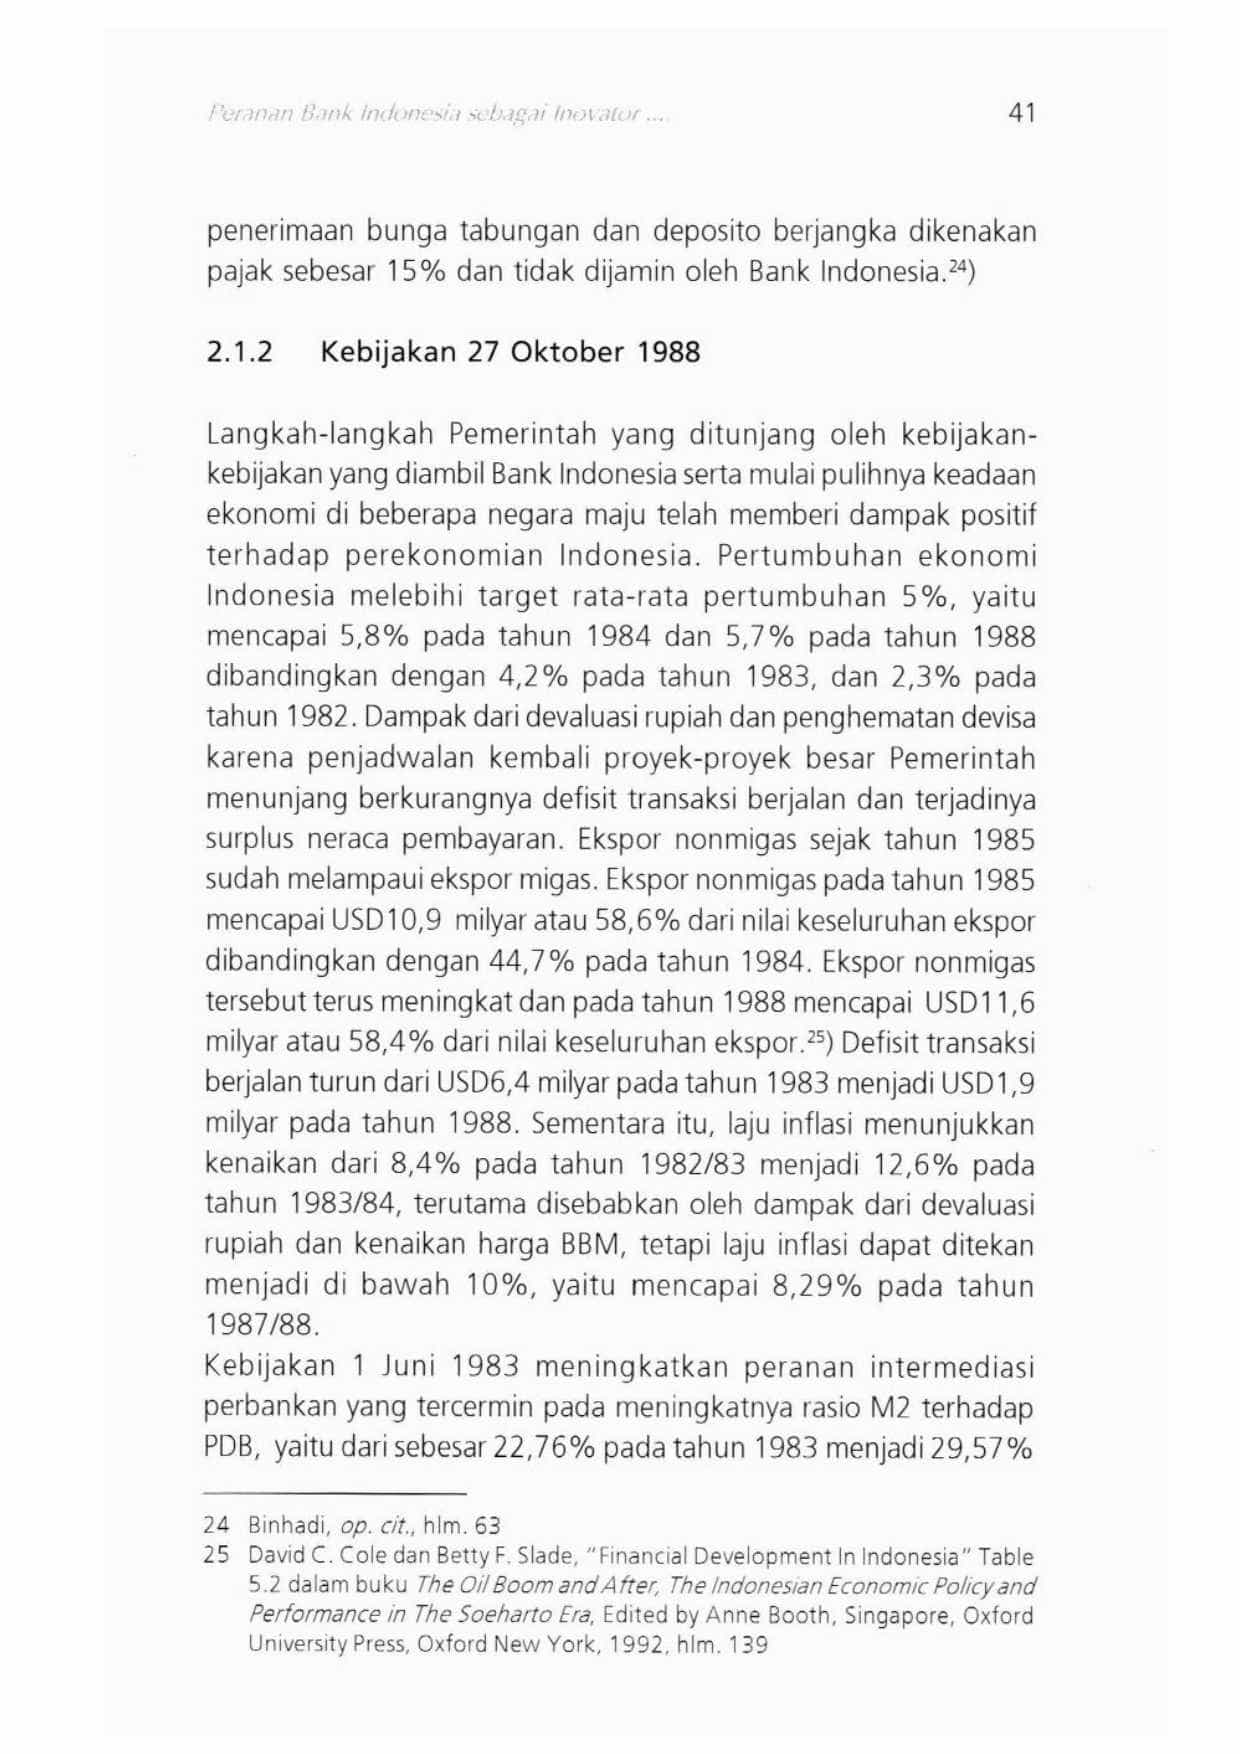 Peranan Bank Indonesia sebagai Inovator ....
41
penerimaan bunga tabungan dan deposito berjangka dikenakan
pajak sebesar 15% dan tidak dijamin oleh Bank Indonesia.²⁴)
2.1.2 Kebijakan 27 Oktober 1988
Langkah-langkah Pemerintah yang ditunjang oleh kebijakan-
kebijakan yang diambil Bank Indonesia serta mulai pulihnya keadaan
ekonomi di beberapa negara maju telah memberi dampak positif
terhadap perekonomian Indonesia. Pertumbuhan ekonomi
Indonesia melebihi target rata-rata pertumbuhan 5%, yaitu
mencapai 5,8% pada tahun 1984 dan 5,7% pada tahun 1988
dibandingkan dengan 4,2% pada tahun 1983, dan 2,3% pada
tahun 1982. Dampak dari devaluasi rupiah dan penghematan devisa
karena penjadwalan kembali proyek-proyek besar Pemerintah
menunjang berkurangnya defisit transaksi berjalan dan terjadinya
surplus neraca pembayaran. Ekspor nonmigas sejak tahun 1985
sudah melampaui ekspor migas. Ekspor nonmigas pada tahun 1985
mencapai USD10,9 milyar atau 58,6% dari nilai keseluruhan ekspor
dibandingkan dengan 44,7% pada tahun 1984. Ekspor nonmigas
tersebut terus meningkat dan pada tahun 1988 mencapai USD11,6
milyar atau 58,4% dari nilai keseluruhan ekspor.²⁵) Defisit transaksi
berjalan turun dari USD6,4 milyar pada tahun 1983 menjadi USD1,9
milyar pada tahun 1988. Sementara itu, laju inflasi menunjukkan
kenaikan dari 8,4% pada tahun 1982/83 menjadi 12,6% pada
tahun 1983/84, terutama disebabkan oleh dampak dari devaluasi
rupiah dan kenaikan harga BBM, tetapi laju inflasi dapat ditekan
menjadi di bawah 10%, yaitu mencapai 8,29% pada tahun
1987/88.
Kebijakan 1 Juni 1983 meningkatkan peranan intermediasi
perbankan yang tercermin pada meningkatnya rasio M2 terhadap
PDB, yaitu dari sebesar 22,76% pada tahun 1983 menjadi 29,57%
24 Binhadi, op. cit., hlm. 63
25 David C. Cole dan Betty F. Slade, "Financial Development In Indonesia" Table
5.2 dalam buku The Oil Boom and After, The Indonesian Economic Policy and
Performance in The Soeharto Era, Edited by Anne Booth, Singapore, Oxford
University Press, Oxford New York, 1992, hlm. 139